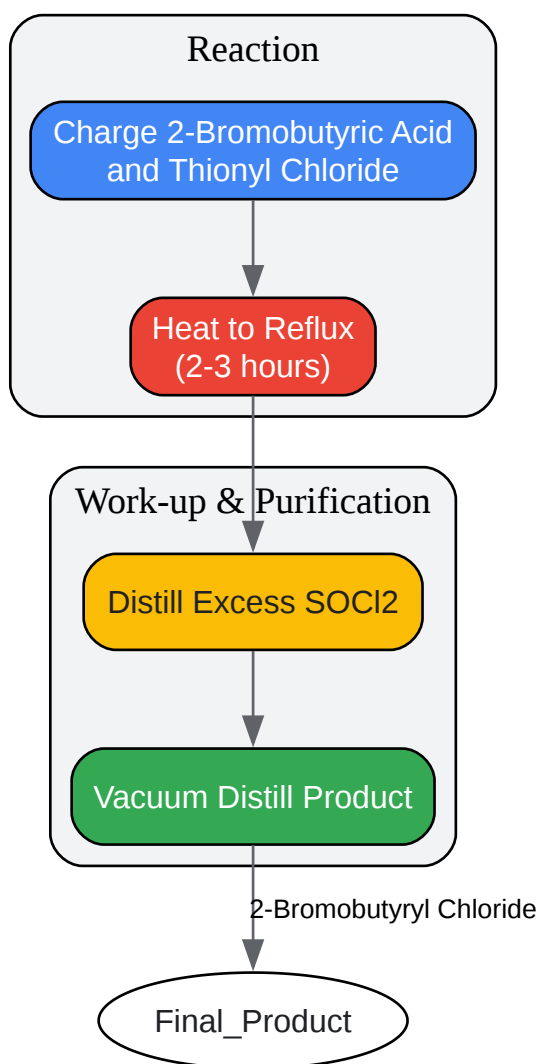 Reaction
Charge 2-Bromobutyric Acid
and Thionyl Chloride
Heat to Reflux
(2-3 hours)
Work-up & Purification
Distill Excess SOCl2
Vacuum Distill Product
2-Bromobutyryl Chloride
Final_Product